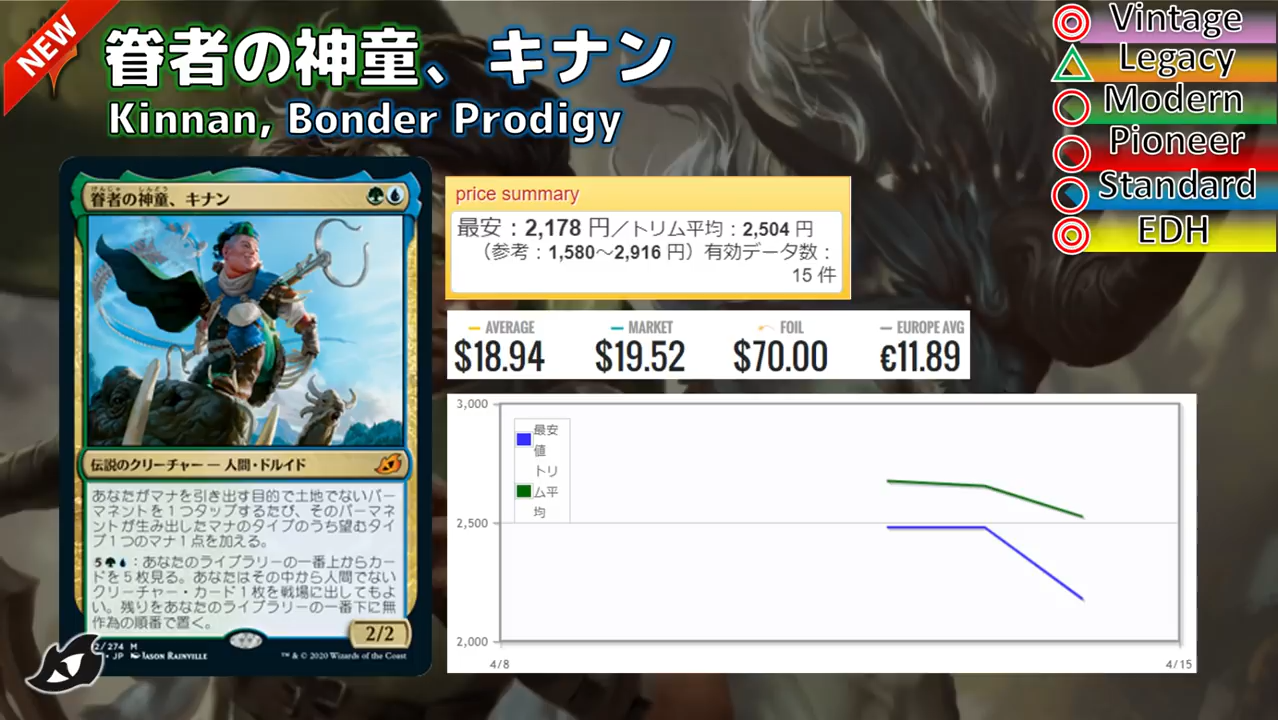 NEW
眷者の神童、キナン
Kinnan, Bonder Prodigy
Vintage
Legacy
Modern
Pioneer
Standard
EDH
けんじゃ しんどう
眷者の神童、キナン
伝説のクリーチャー — 人間・ドルイド
あなたがマナを引き出す目的で土地でないパー
マネントを1つタップするたび、そのパーマネ
ントが生み出したマナのタイプのうち望むタイ
プ1つのマナ1点を加える。
5:あなたのライブラリーの一番上からカー
ドを5枚見る。あなたはその中から人間でない
クリーチャー・カード1枚を戦場に出してもよ
い。残りをあなたのライブラリーの一番下に無
作為の順番で置く。
2/2
2/274 M
JP Jason Rainville
™ & © 2020 Wizards of the Coast
price summary
最安:2,178 円/トリム平均:2,504 円
(参考:1,580〜2,916 円)有効データ数:
15 件
AVERAGE MARKET FOIL EUROPE AVG
$18.94 $19.52 $70.00 €11.89
3,000
2,500
2,000
最安
値
トリ
ム平
均
4/8 4/15